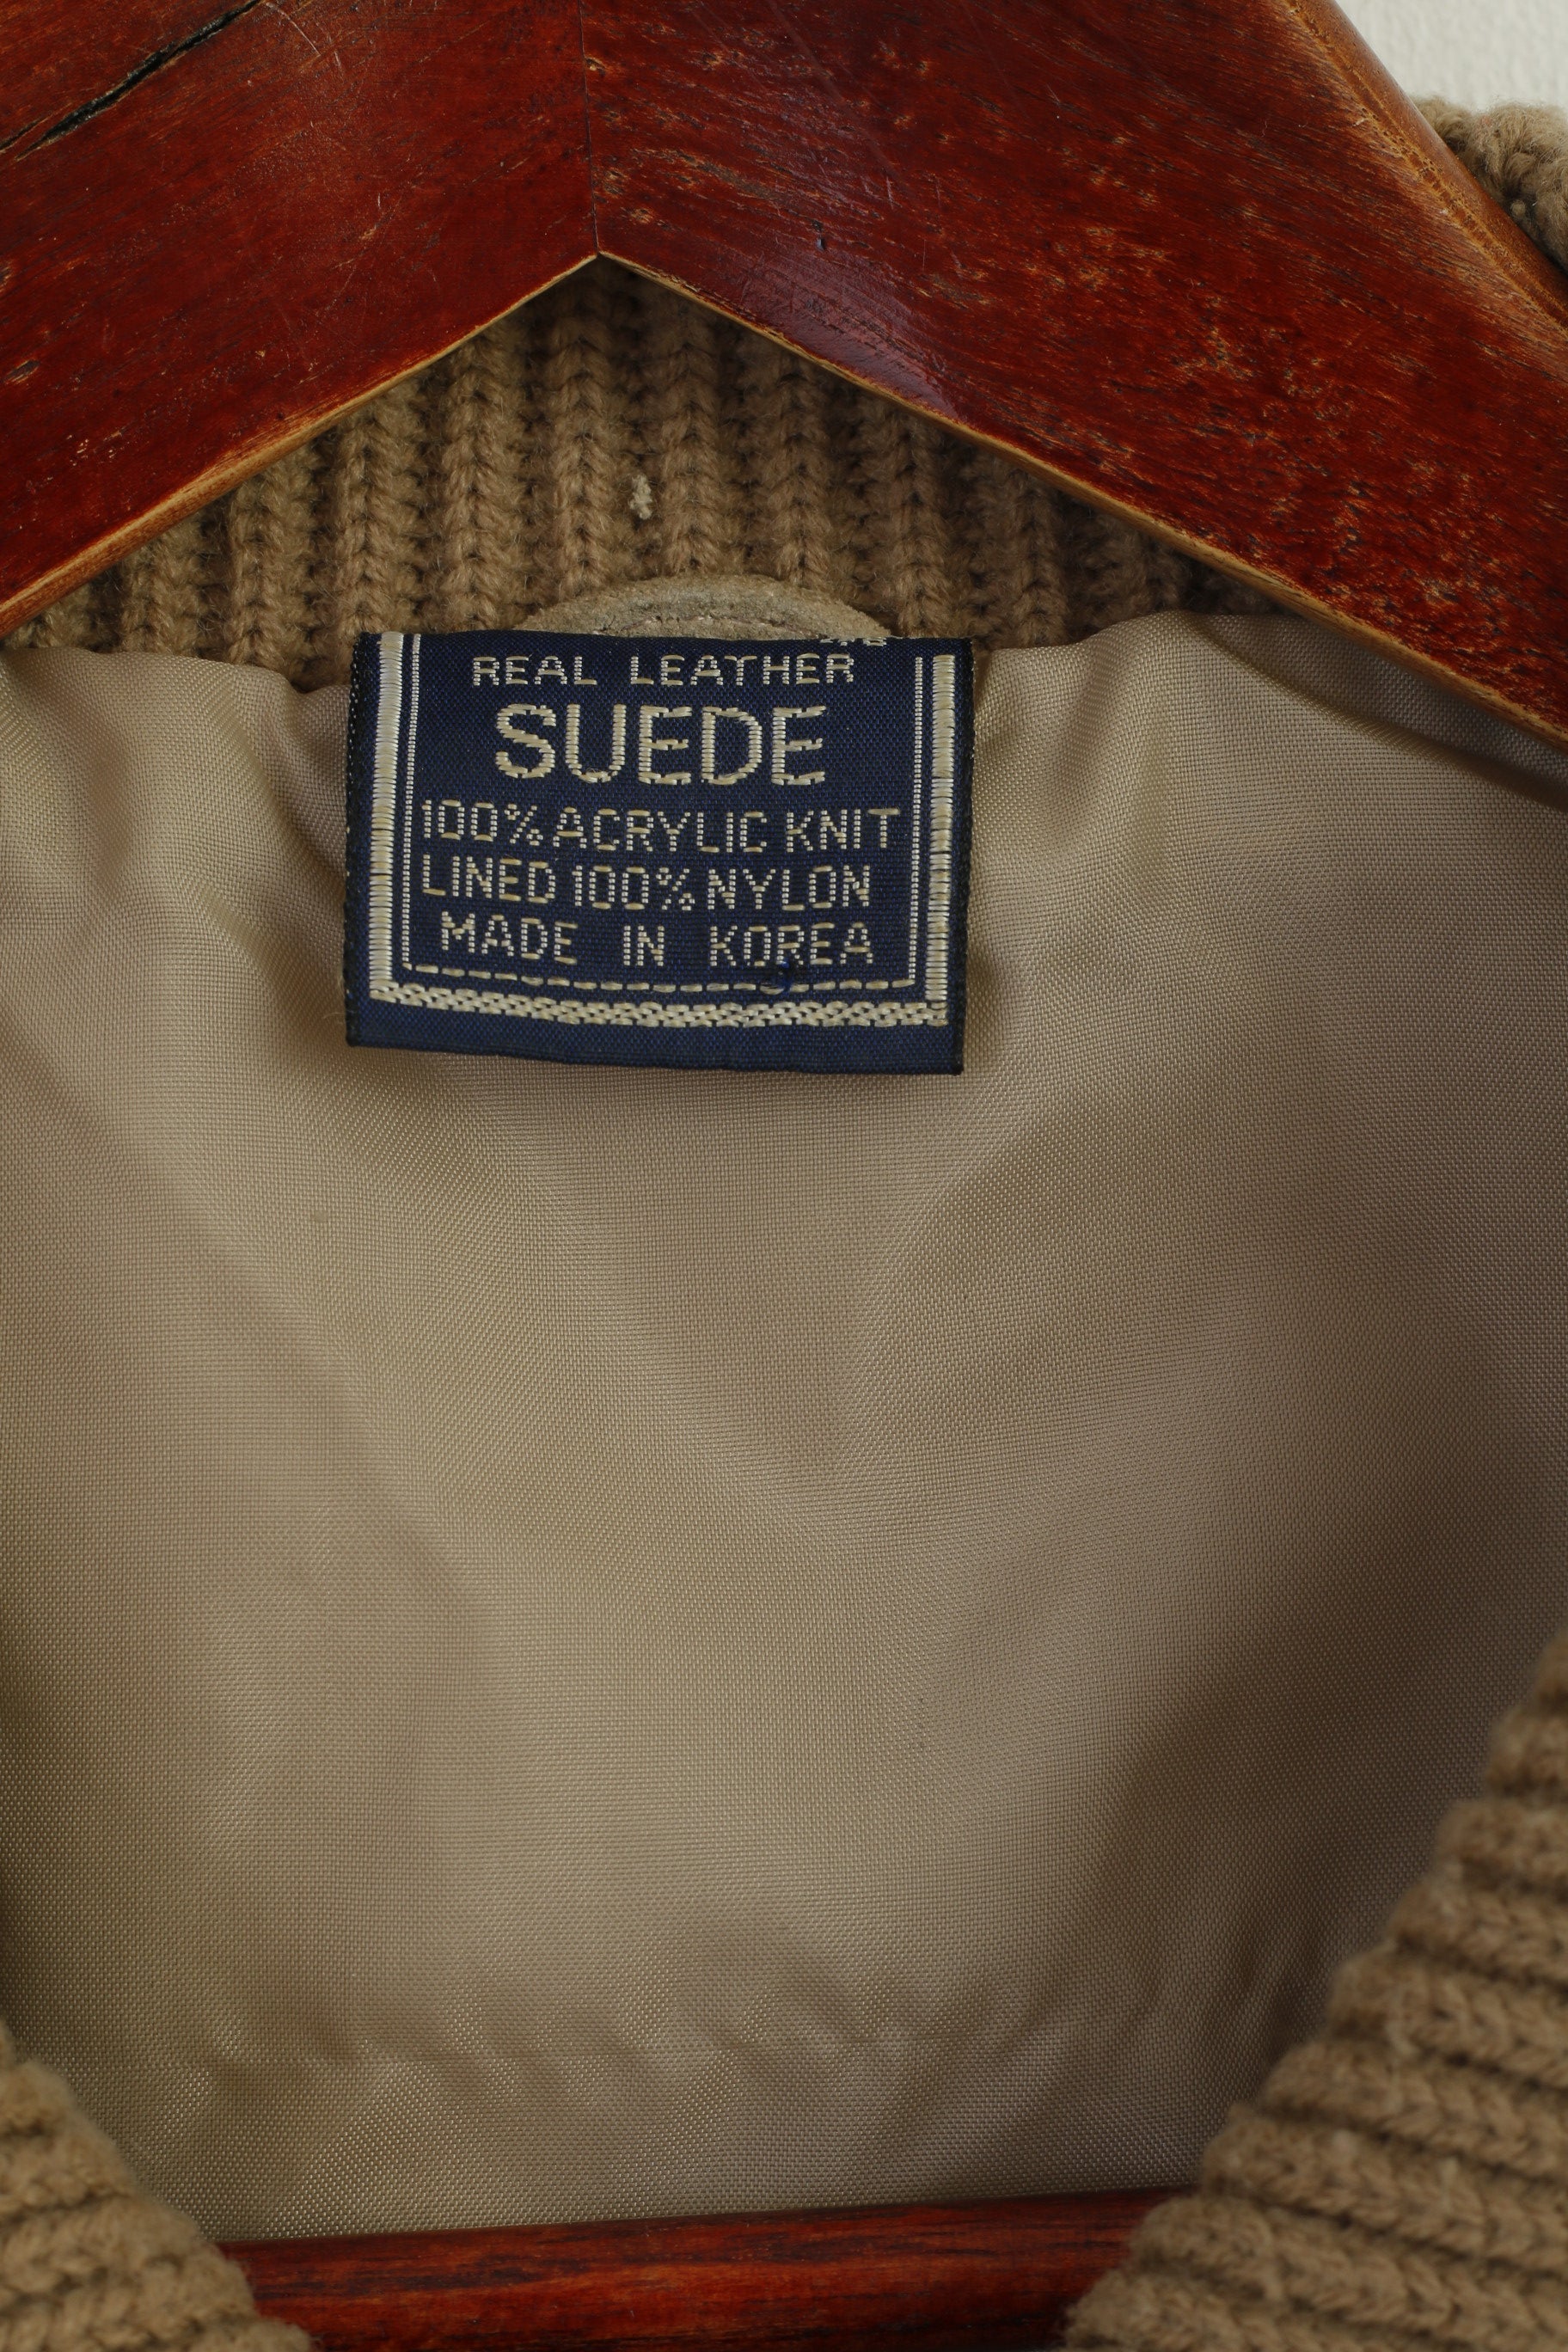 REAL LEATHER
SUEDE
100% ACRYLIC KNIT
LINED 100% NYLON
MADE IN KOREA